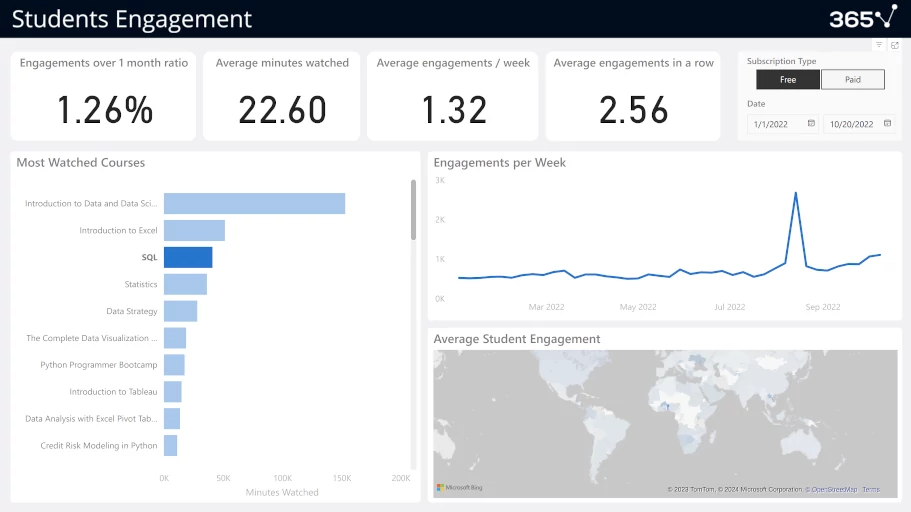 Students Engagement
365
Engagements over 1 month ratio
1.26%
Average minutes watched
22.60
Average engagements / week
1.32
Average engagements in a row
2.56
Subscription Type
Free
Paid
Date
1/1/2022
10/20/2022
Most Watched Courses
Introduction to Data and Data Sci...
Introduction to Excel
SQL
Statistics
Data Strategy
The Complete Data Visualization ...
Python Programmer Bootcamp
Introduction to Tableau
Data Analysis with Excel Pivot Tab...
Credit Risk Modeling in Python
0K
50K
100K
150K
200K
Minutes Watched
Engagements per Week
3K
2K
1K
0K
Mar 2022
May 2022
Jul 2022
Sep 2022
Average Student Engagement
Microsoft Bing
© 2023 TomTom, © 2024 Microsoft Corporation, © OpenStreetMap Terms